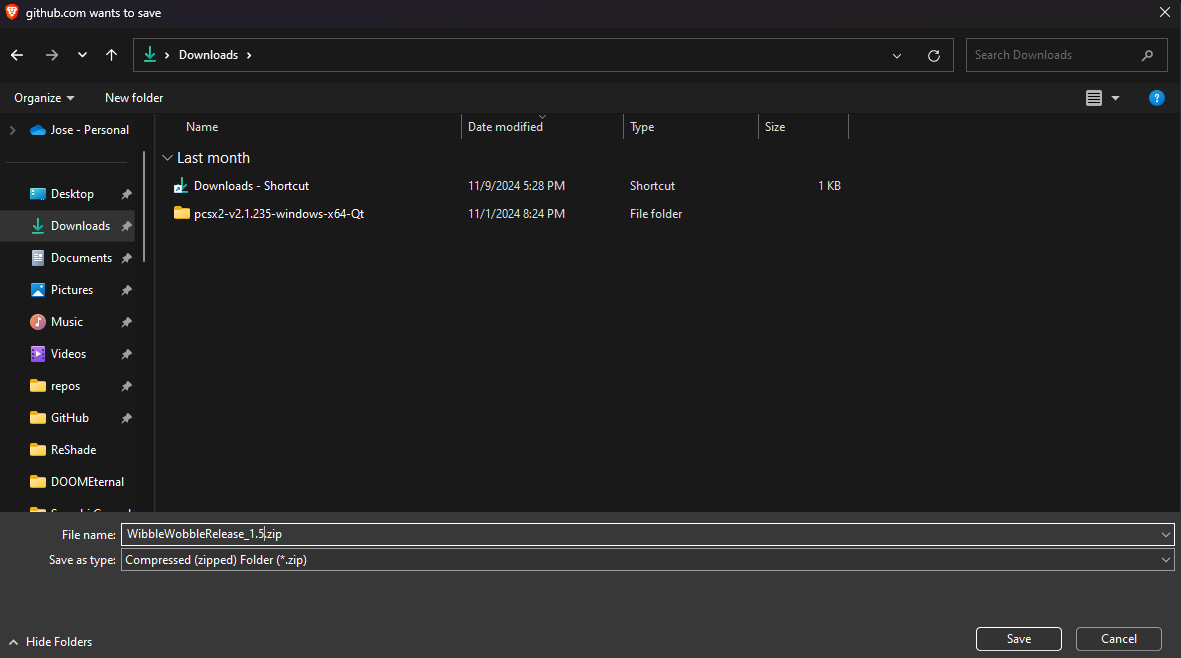 github.com wants to save
Downloads
Search Downloads
Organize
New folder
?
Jose - Personal
Desktop
Downloads
Documents
Pictures
Music
Videos
repos
GitHub
ReShade
DOOMEternal
Name Date modified Type Size
Last month
Downloads - Shortcut 11/9/2024 5:28 PM Shortcut 1 KB
pcsx2-v2.1.235-windows-x64-Qt 11/1/2024 8:24 PM File folder
File name: WibbleWobbleRelease_1.5.zip
Save as type: Compressed (zipped) Folder (*.zip)
Hide Folders
Save
Cancel